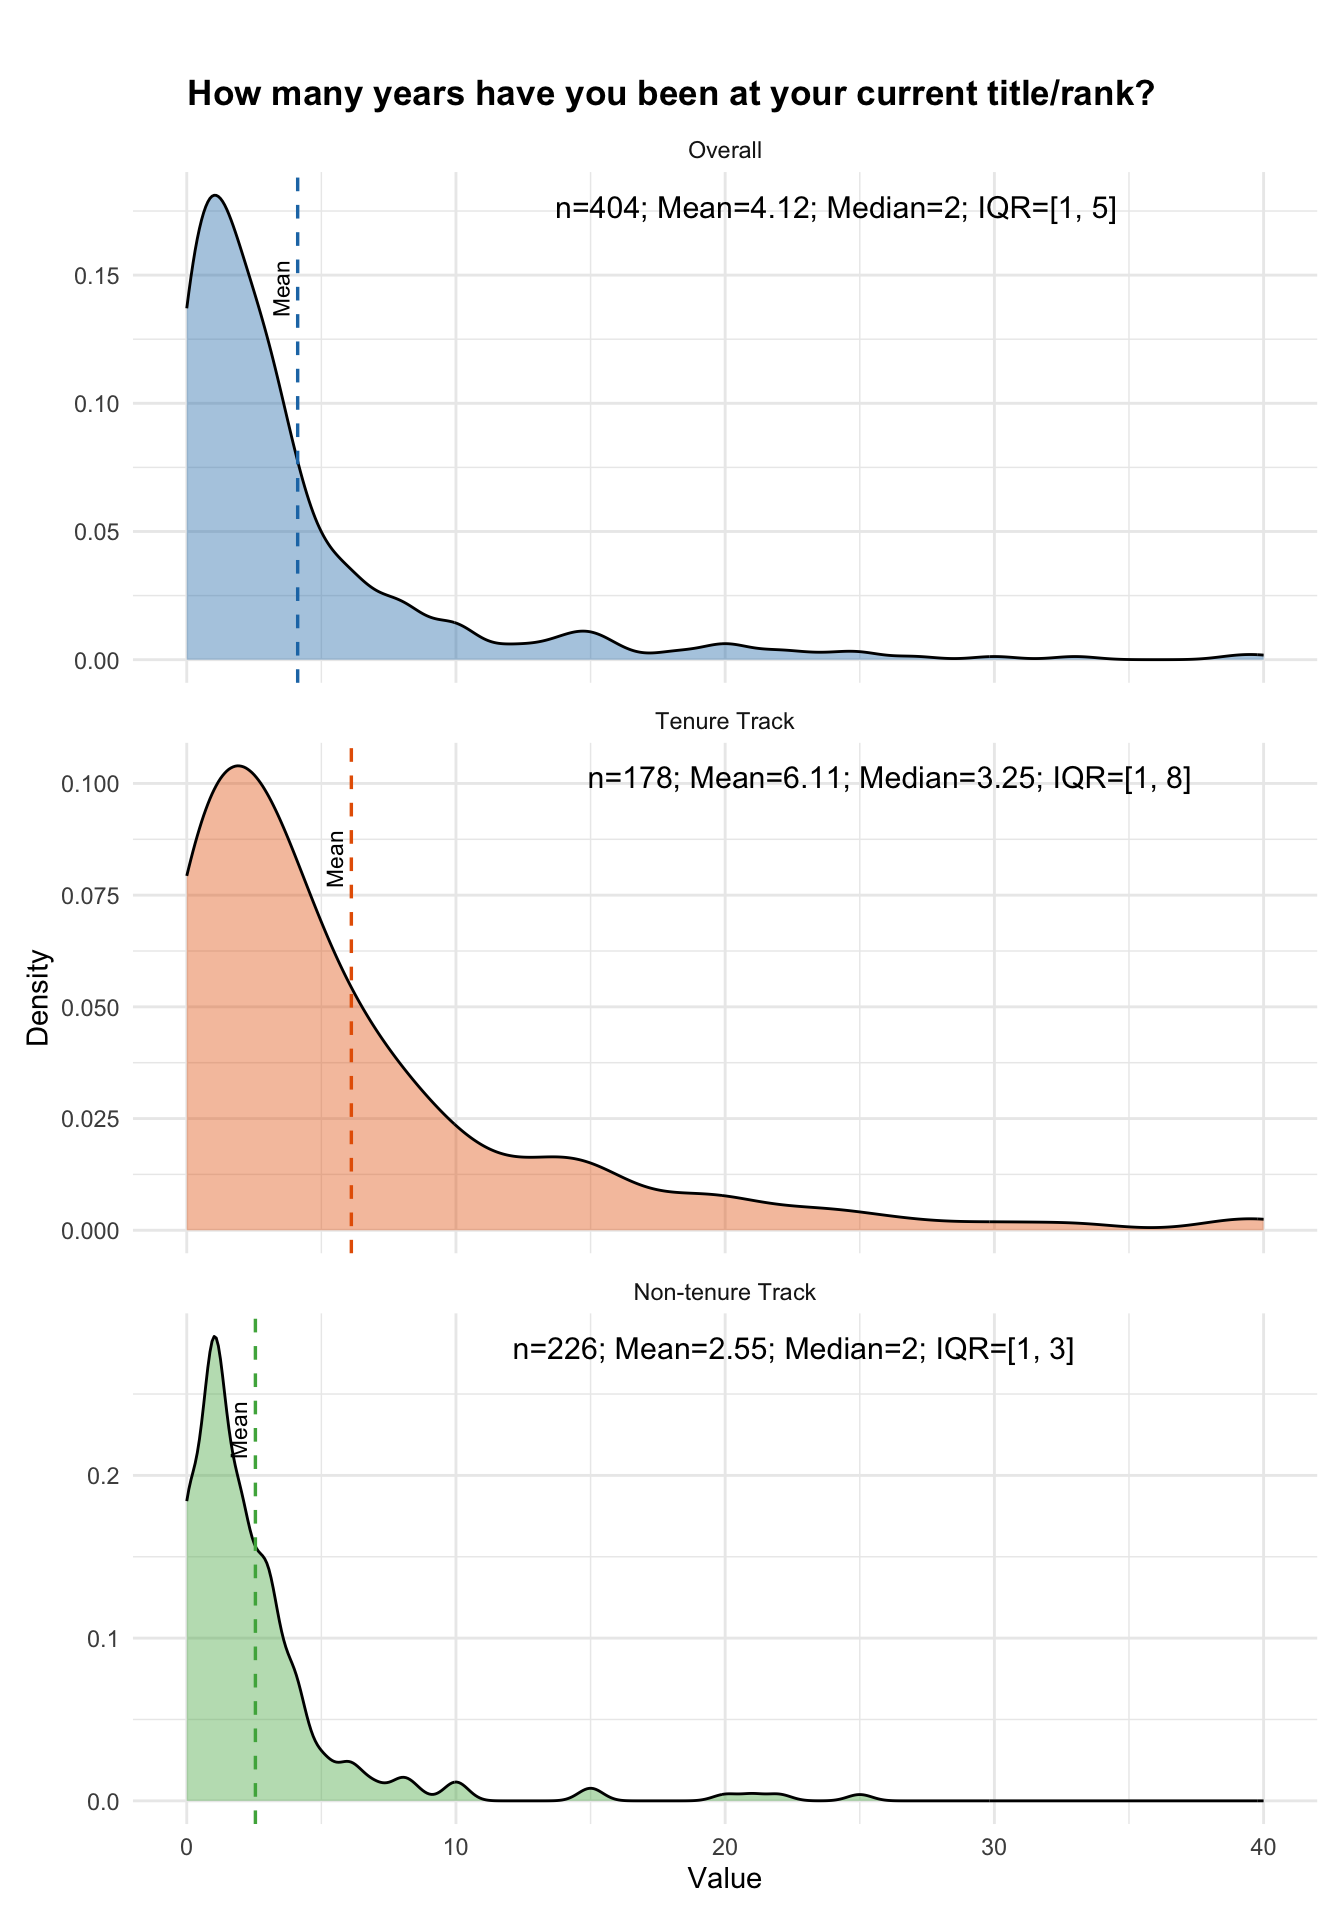 How many years have you been at your current title/rank?
Overall
n=404; Mean=4.12; Median=2; IQR=[1, 5]
Mean
0.15
0.10
0.05
0.00
Tenure Track
n=178; Mean=6.11; Median=3.25; IQR=[1, 8]
Mean
0.100
0.075
0.050
0.025
0.000
Density
Non-tenure Track
n=226; Mean=2.55; Median=2; IQR=[1, 3]
Mean
0.2
0.1
0.0
0 10 20 30 40
Value